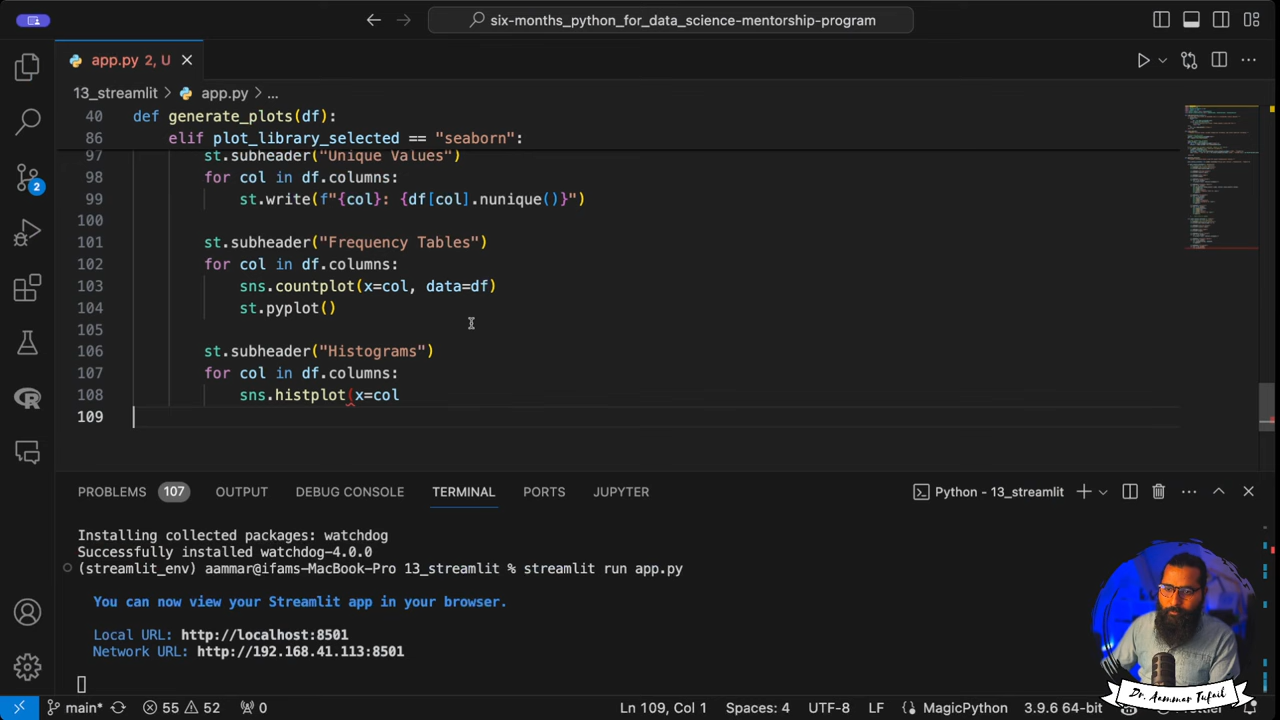 six-months_python_for_data_science-mentorship-program
app.py 2, U
13_streamlit > app.py > ...
40 def generate_plots(df):
86 elif plot_library_selected == "seaborn":
97 st.subheader("Unique Values")
98 for col in df.columns:
99 st.write(f"{col}: {df[col].nunique()}")
100
101 st.subheader("Frequency Tables")
102 for col in df.columns:
103 sns.countplot(x=col, data=df)
104 st.pyplot()
105
106 st.subheader("Histograms")
107 for col in df.columns:
108 sns.histplot(x=col
109
2
PROBLEMS 107 OUTPUT DEBUG CONSOLE TERMINAL PORTS JUPYTER Python - 13_streamlit
Installing collected packages: watchdog
Successfully installed watchdog-4.0.0
(streamlit_env) aammar@ifams-MacBook-Pro 13_streamlit % streamlit run app.py
You can now view your Streamlit app in your browser.
Local URL: http://localhost:8501
Network URL: http://192.168.41.113:8501
Dr. Aammar Tufail
main* 55 52 0 Ln 109, Col 1 Spaces: 4 UTF-8 LF MagicPython 3.9.6 64-bit